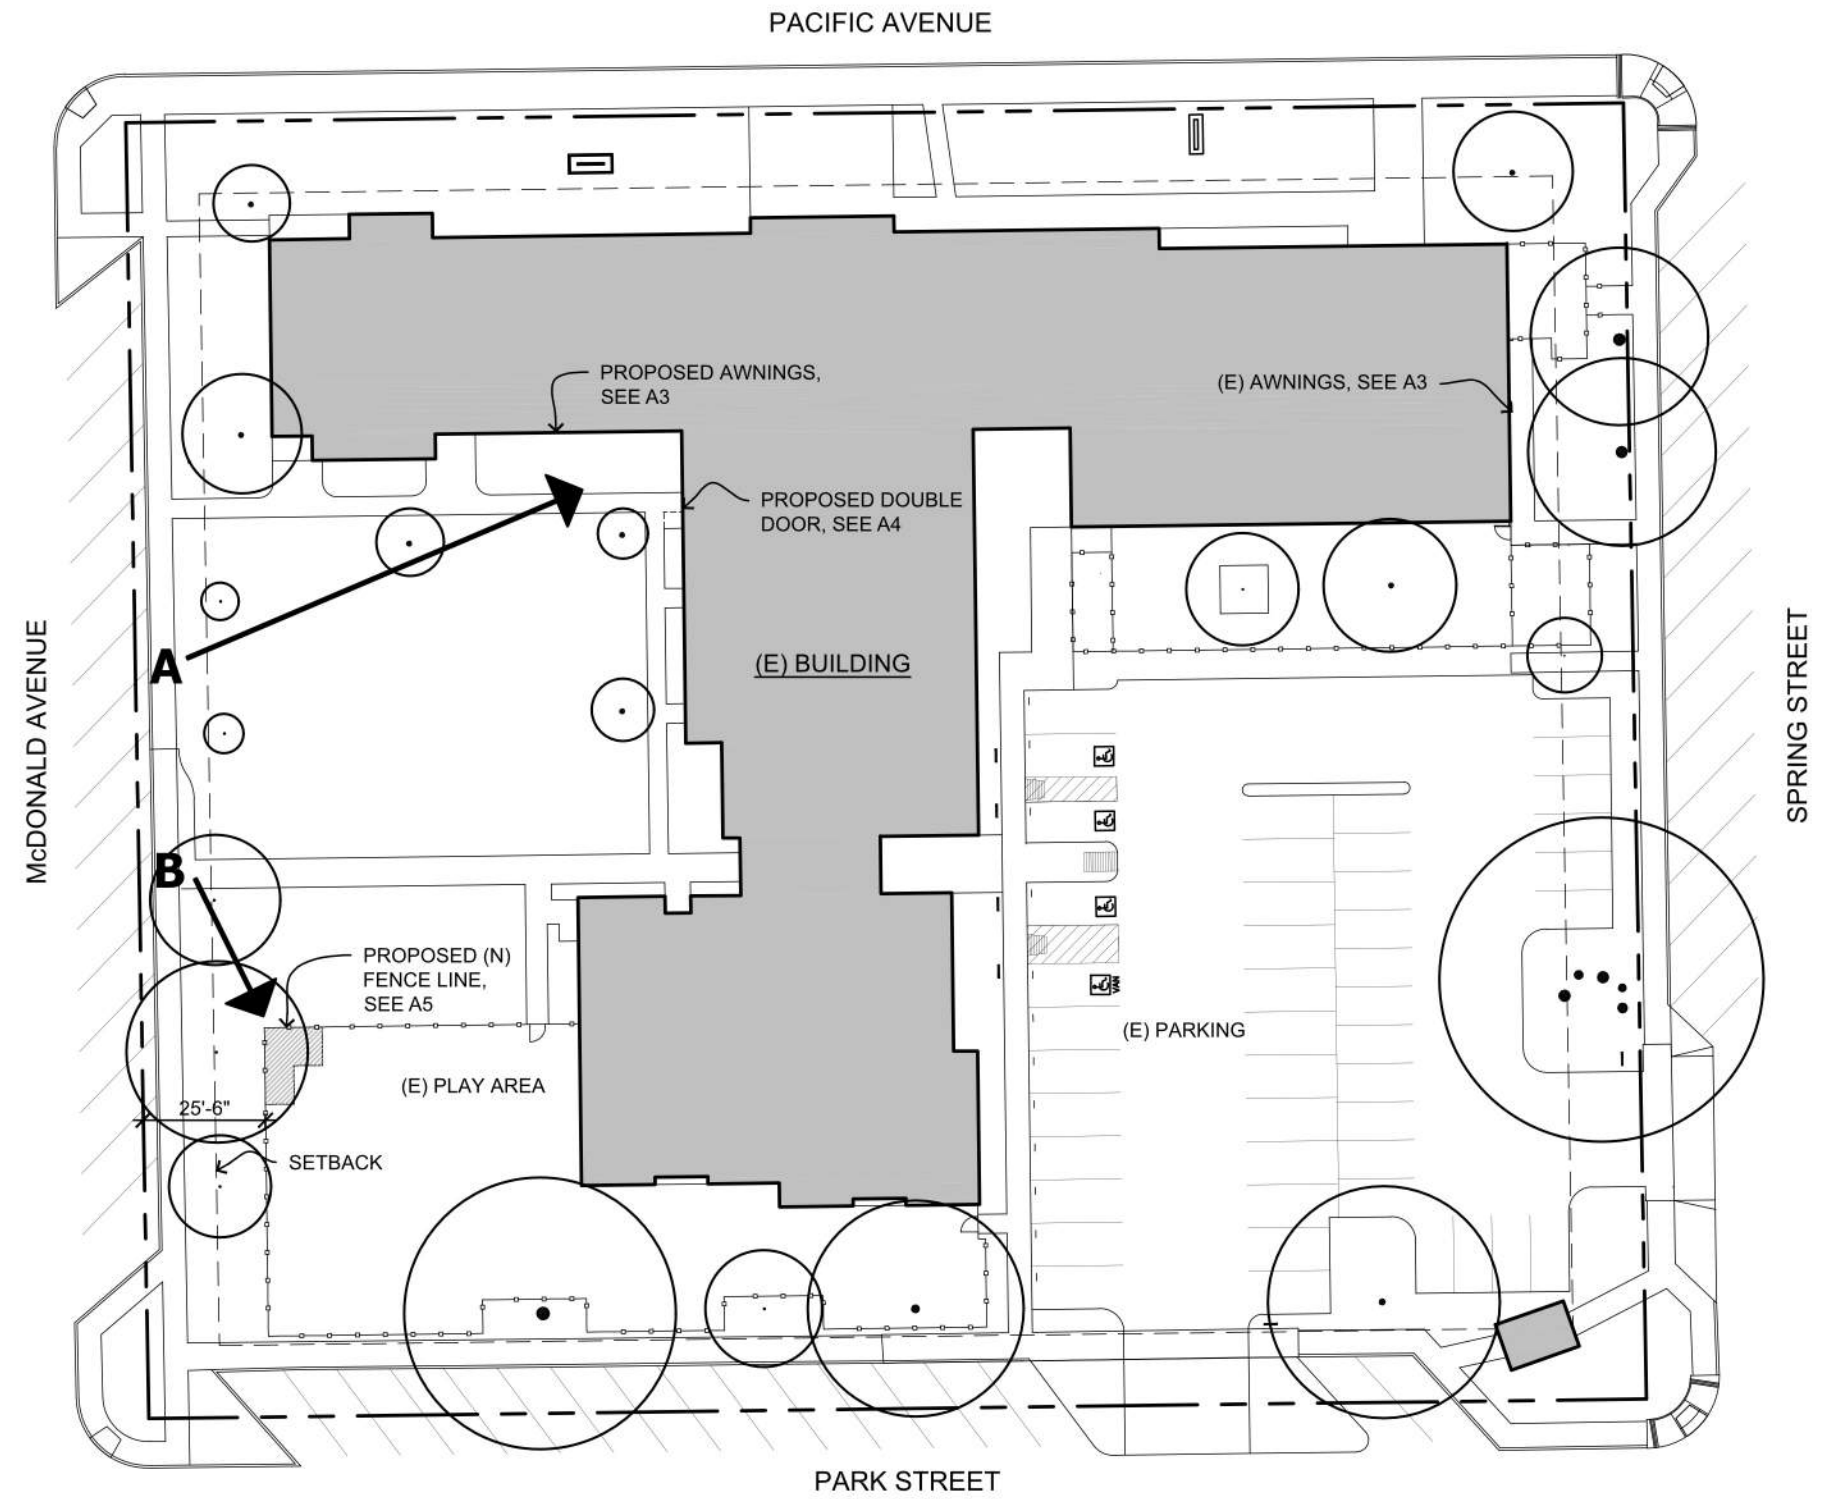 PACIFIC AVENUE
PROPOSED AWNINGS,
SEE A3
(E) AWNINGS, SEE A3
PROPOSED DOUBLE
DOOR, SEE A4
A
(E) BUILDING
McDONALD AVENUE
SPRING STREET
B
PROPOSED (N)
FENCE LINE,
SEE A5
VAN
(E) PARKING
(E) PLAY AREA
25'-6"
SETBACK
PARK STREET